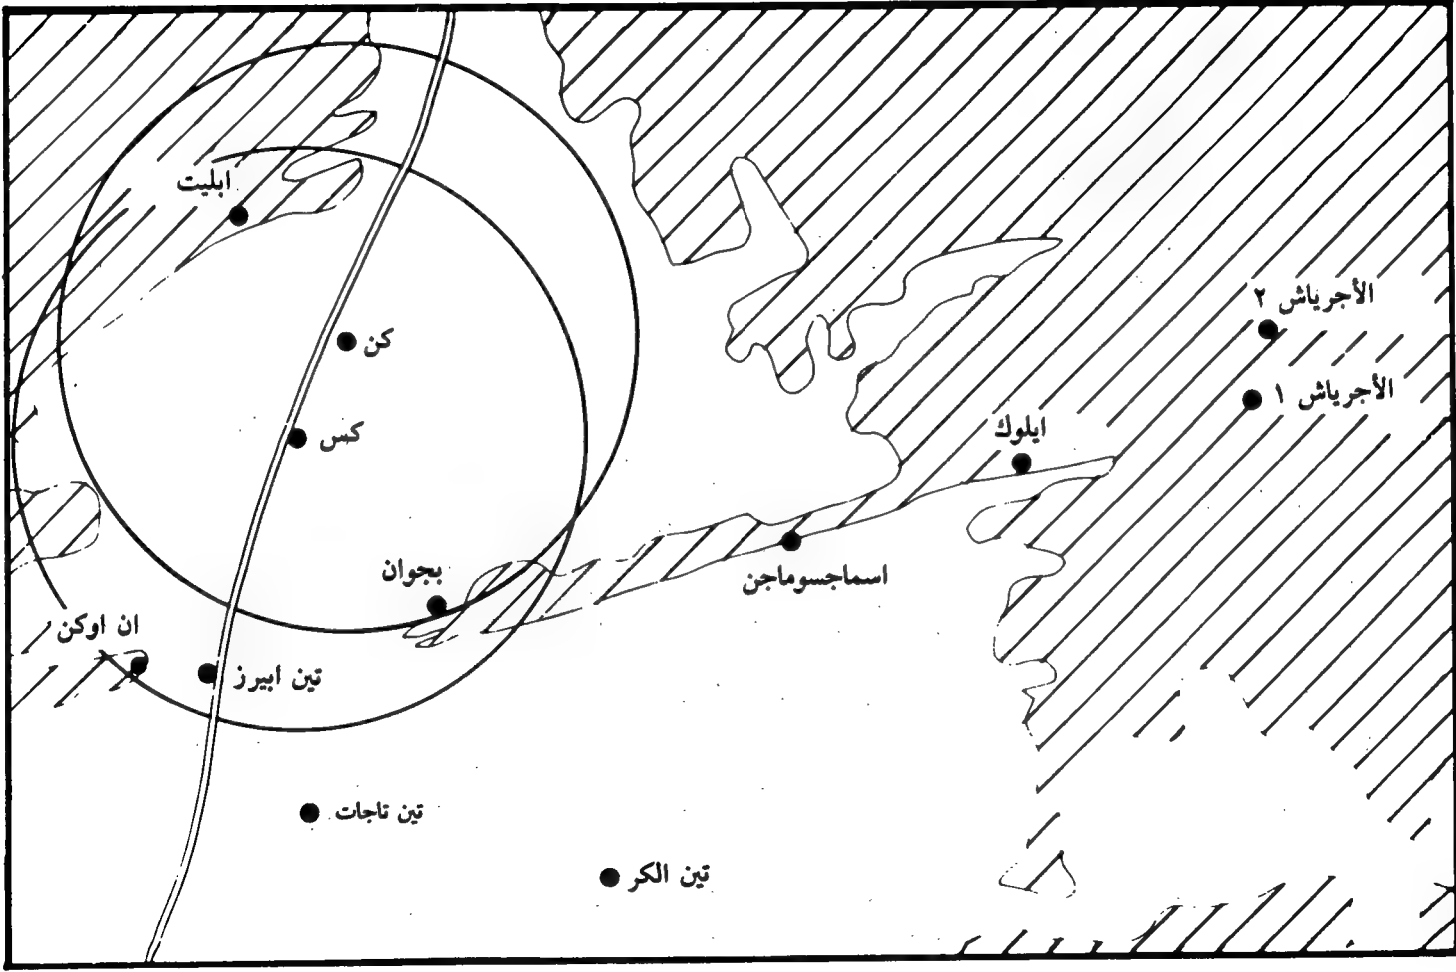 ابليت
الأجرياش ٢
كن
الأجرياش ١
ايلوك
كس
بجوان
اسماجسوماجن
ان اوكن
تين ابيرز
تين تاجات
تين الكر